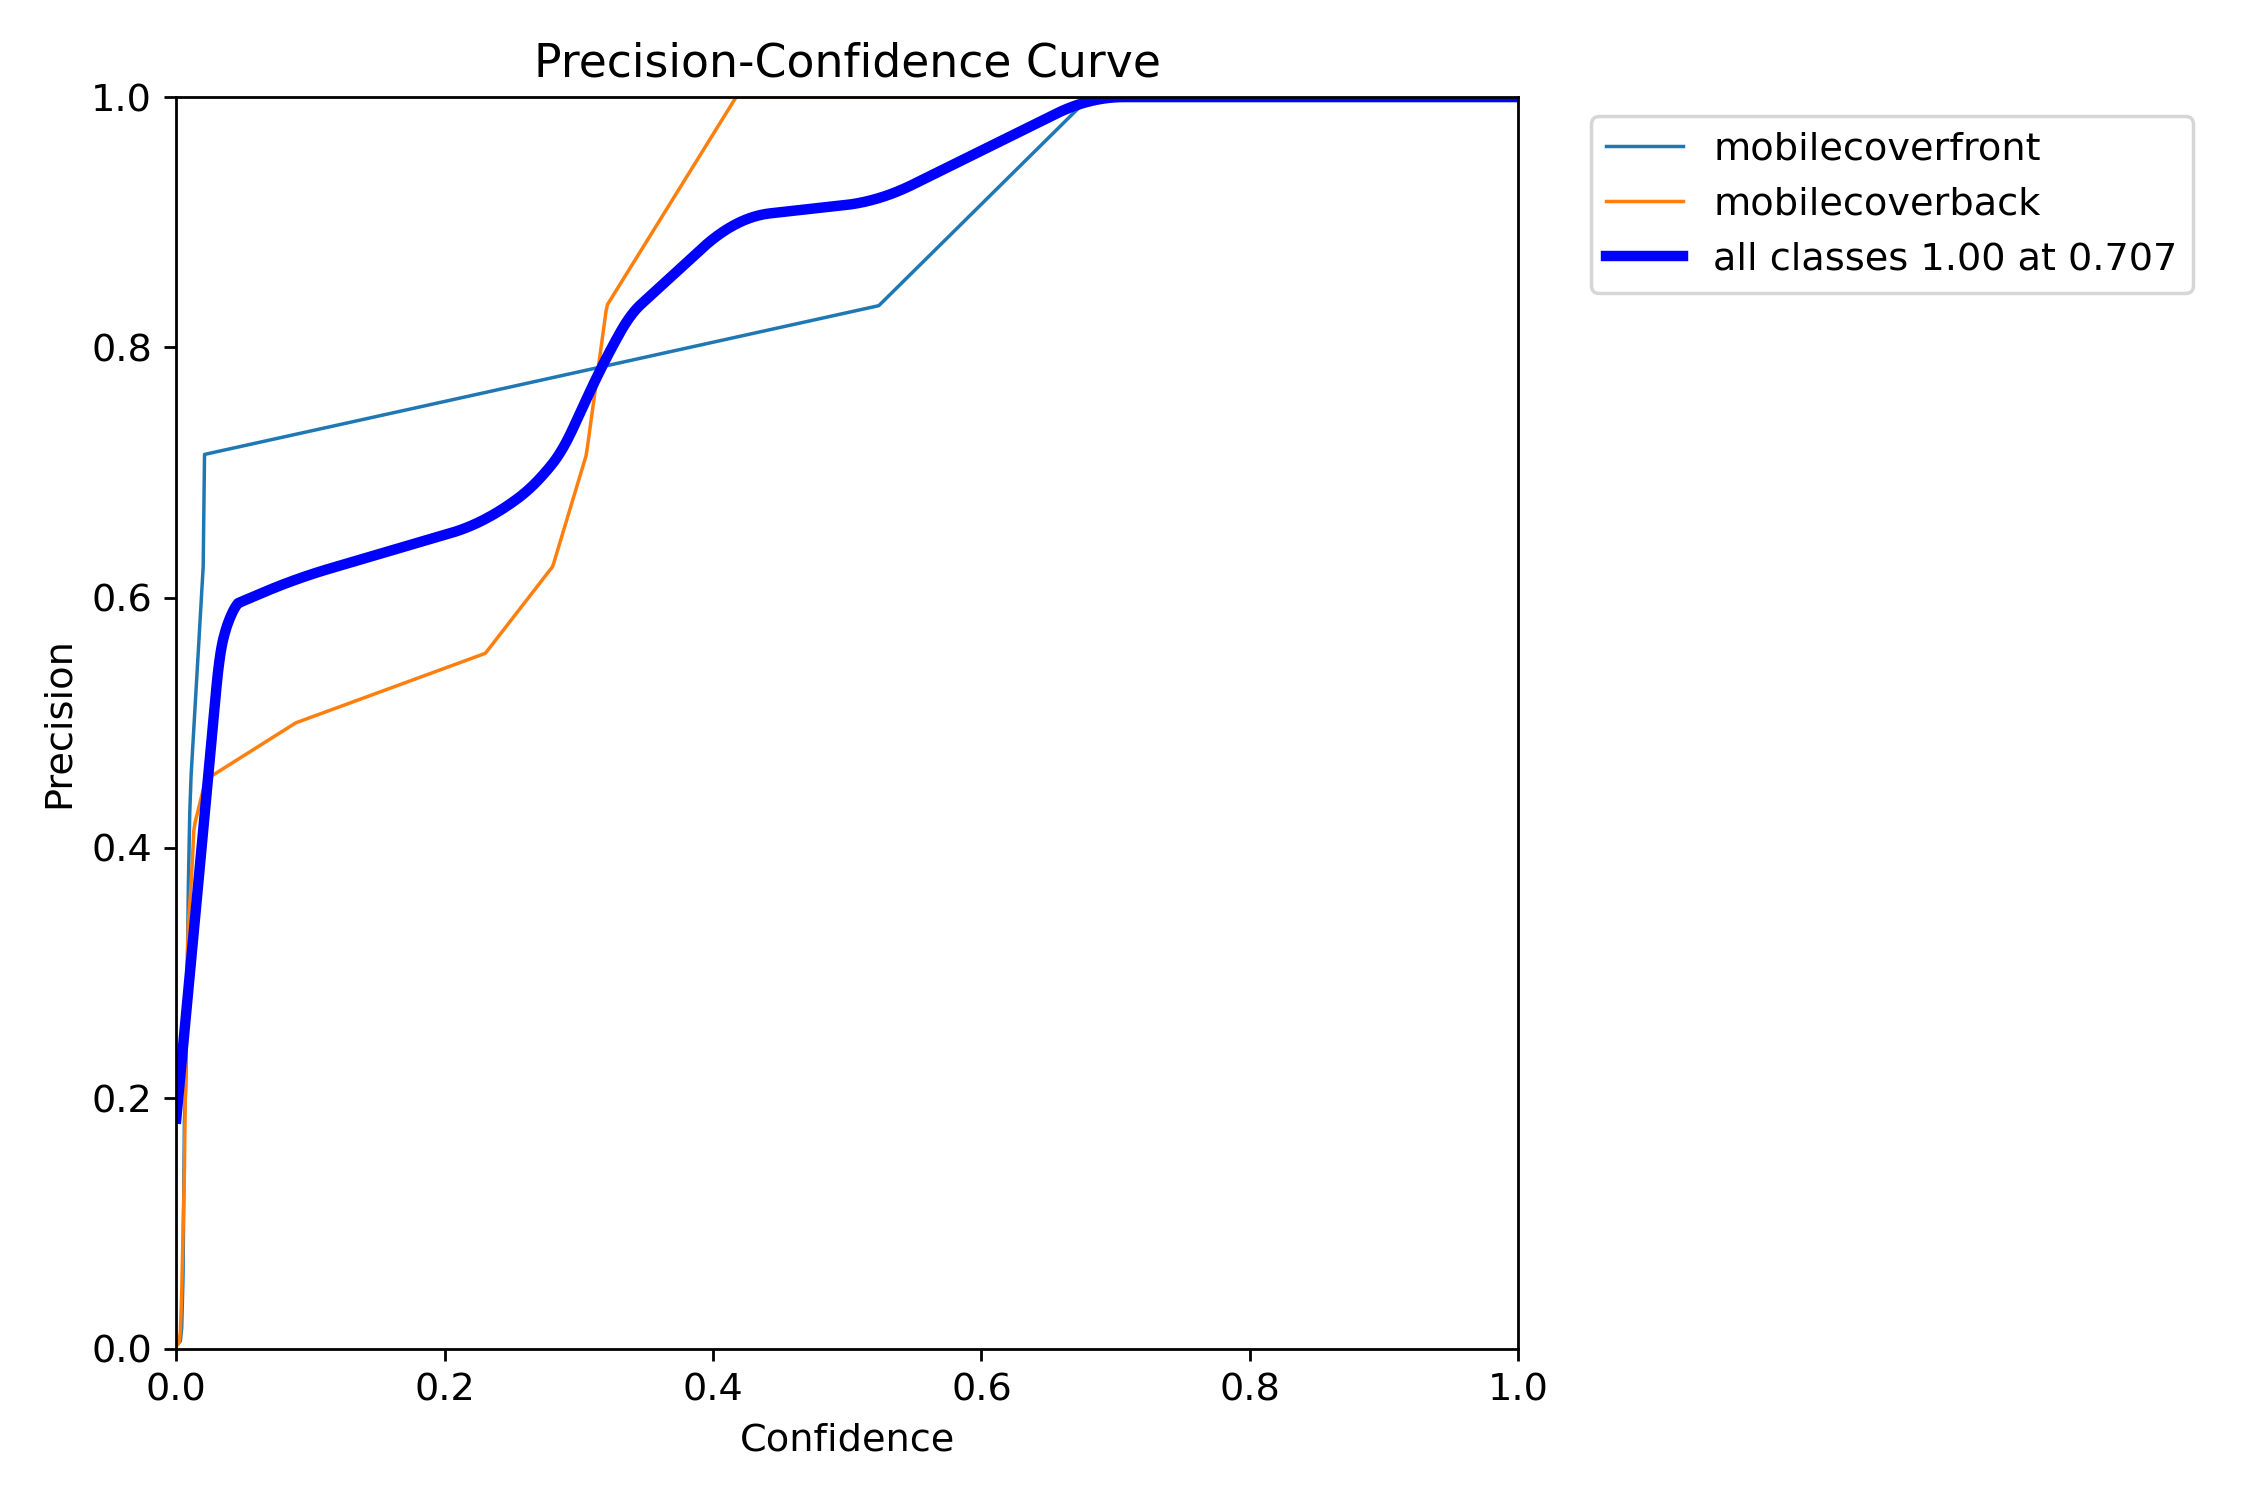 Precision-Confidence Curve
1.0
0.8
0.6
0.4
0.2
0.0
Precision
0.0 0.2 0.4 0.6 0.8 1.0
Confidence
mobilecoverfront
mobilecoverback
all classes 1.00 at 0.707